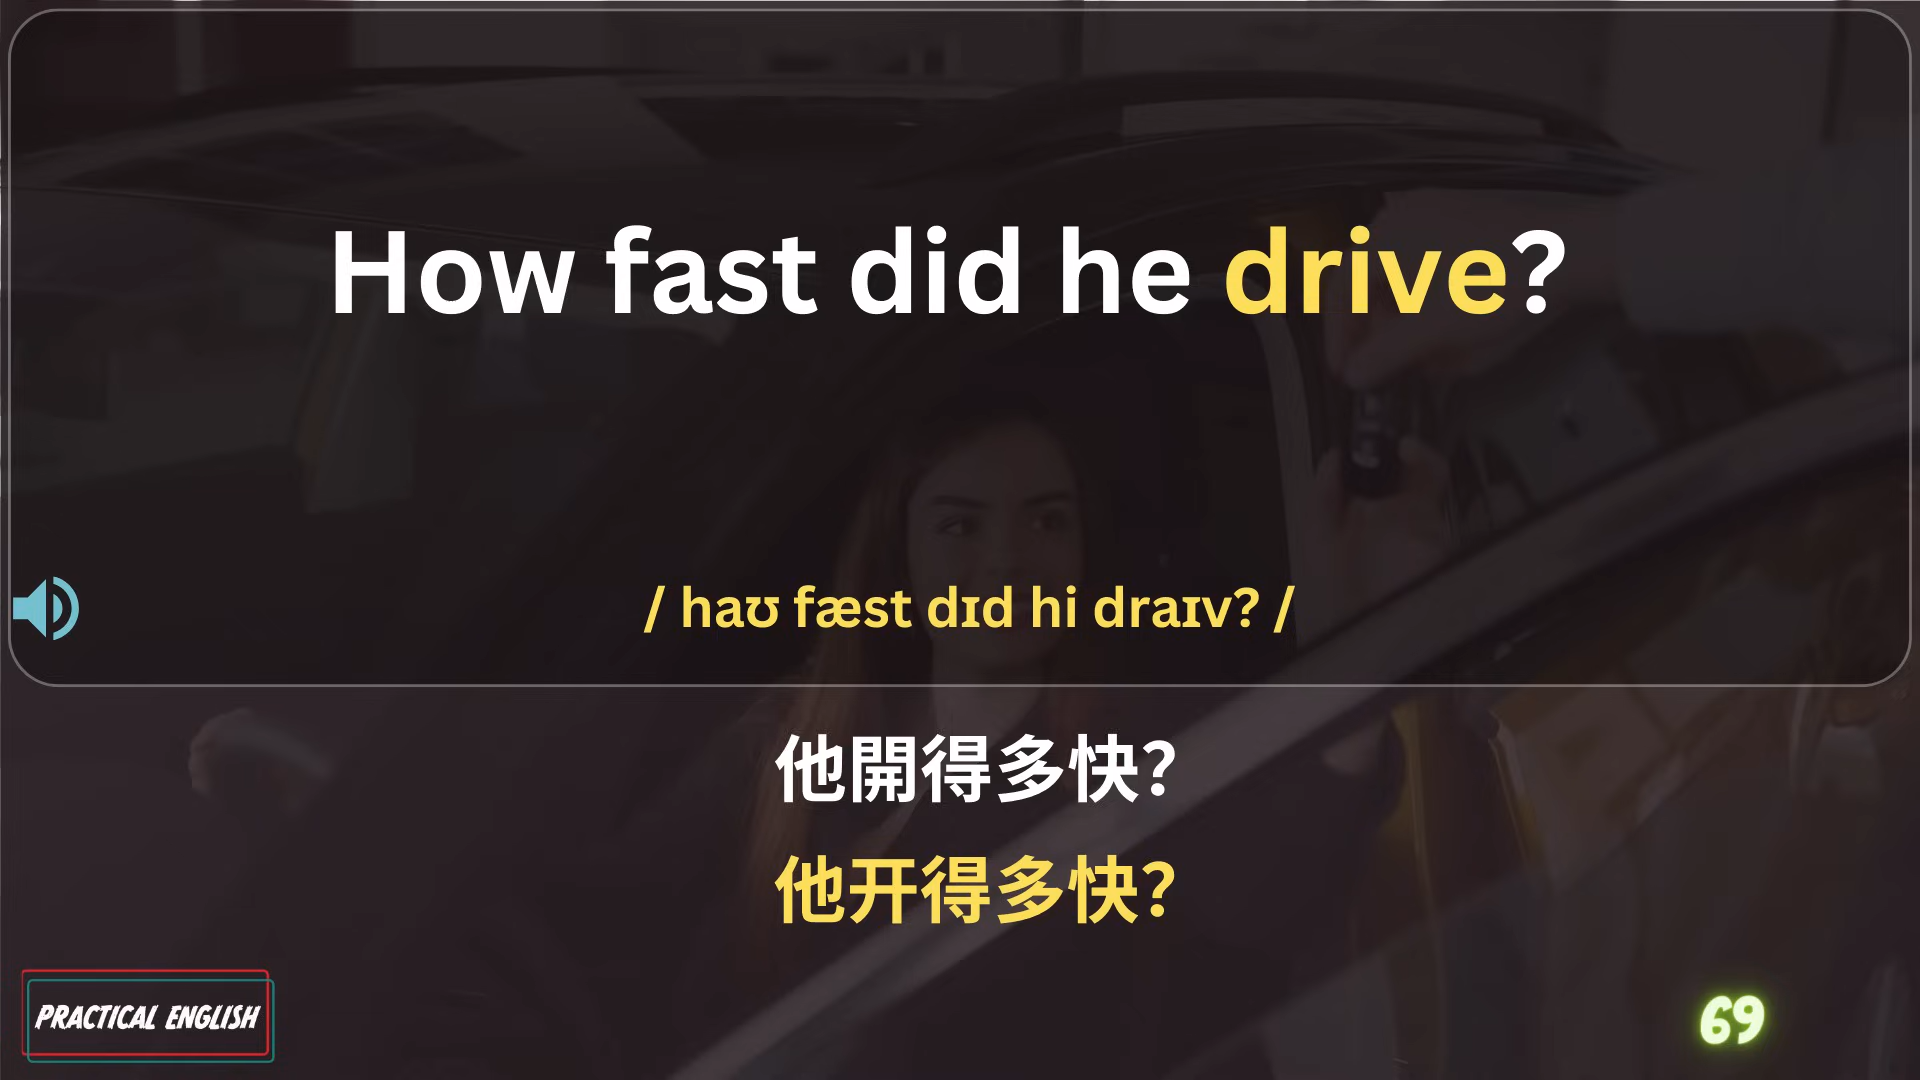 How fast did he drive?
/ haʊ fæst dɪd hi draɪv? /
他開得多快?
他开得多快?
PRACTICAL ENGLISH
69